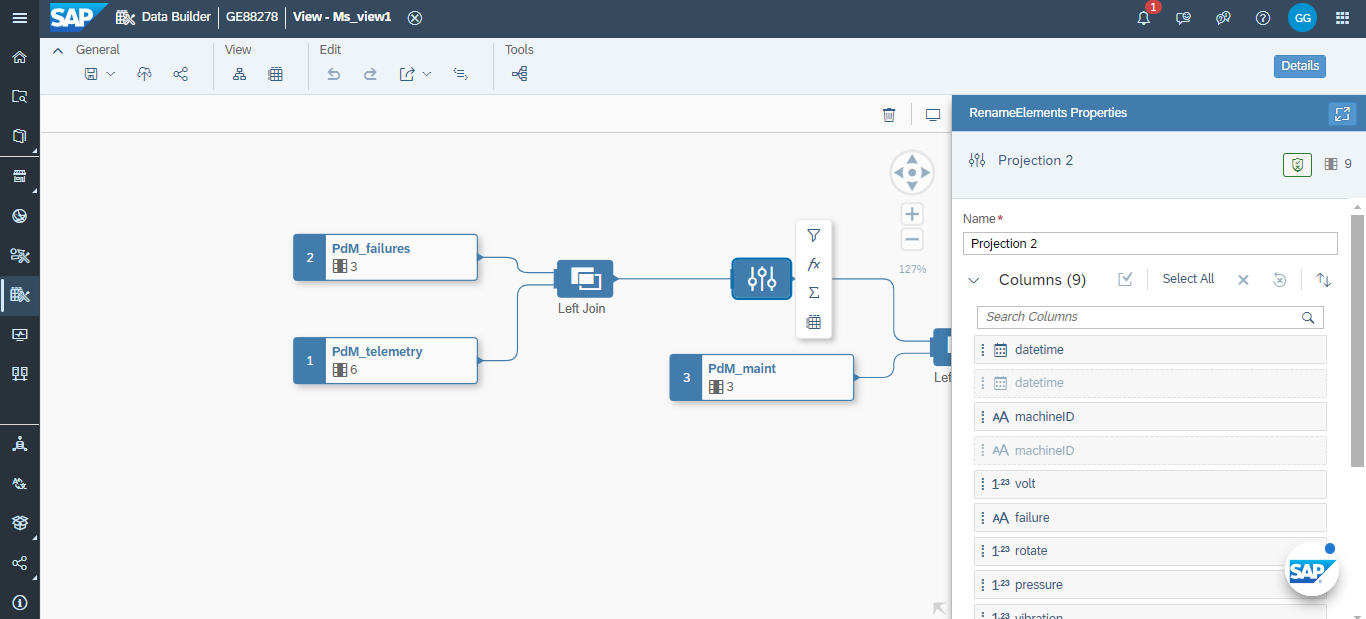 SAP Data Builder GE88278 View - Ms_view1
1
GG
General
View
Edit
Tools
Details
RenameElements Properties
Projection 2
9
Name*
Projection 2
Columns (9)
Select All
Search Columns
datetime
datetime
AA machineID
AA machineID
1.23 volt
AA failure
1.23 rotate
1.23 pressure
1.23 vibration
SAP
127%
fx
Σ
2 PdM_failures
3
Left Join
1 PdM_telemetry
6
3 PdM_maint
3
Lef